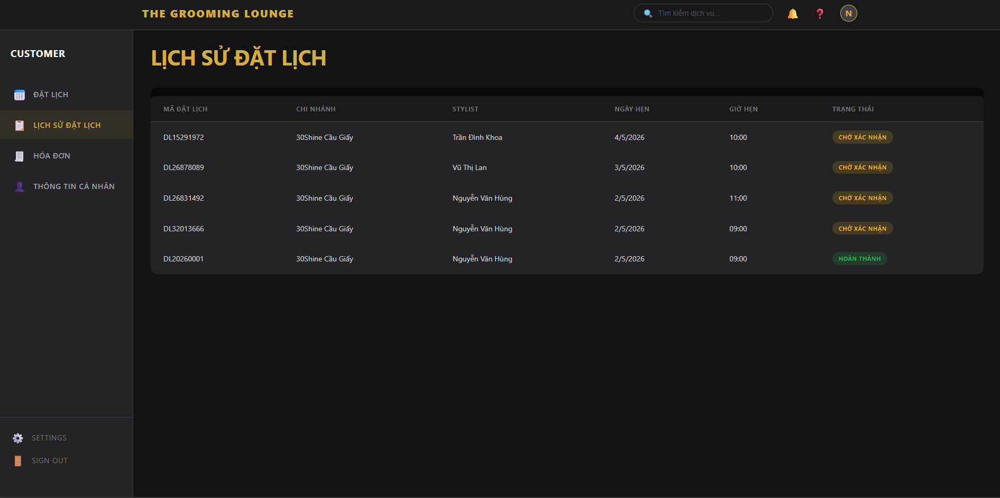 THE GROOMING LOUNGE
Tìm kiếm dịch vụ...
N
CUSTOMER
ĐẶT LỊCH
LỊCH SỬ ĐẶT LỊCH
HÓA ĐƠN
THÔNG TIN CÁ NHÂN
SETTINGS
SIGN OUT
LỊCH SỬ ĐẶT LỊCH
MÃ ĐẶT LỊCH CHI NHÁNH STYLIST NGÀY HẸN GIỜ HẸN TRẠNG THÁI
DL15291972 30Shine Cầu Giấy Trần Đình Khoa 4/5/2026 10:00 CHỜ XÁC NHẬN
DL26878089 30Shine Cầu Giấy Vũ Thị Lan 3/5/2026 10:00 CHỜ XÁC NHẬN
DL26831492 30Shine Cầu Giấy Nguyễn Văn Hùng 2/5/2026 11:00 CHỜ XÁC NHẬN
DL32013666 30Shine Cầu Giấy Nguyễn Văn Hùng 2/5/2026 09:00 CHỜ XÁC NHẬN
DL20260001 30Shine Cầu Giấy Nguyễn Văn Hùng 2/5/2026 09:00 HOÀN THÀNH